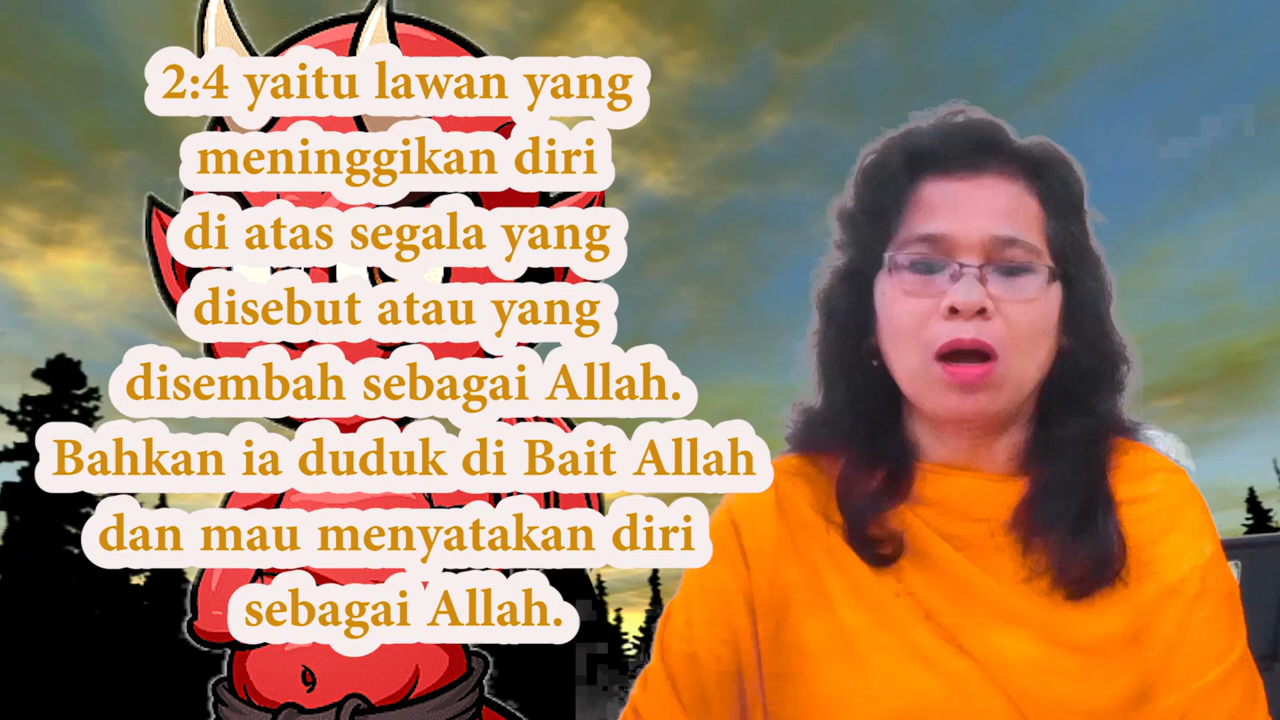 2:4 yaitu lawan yang
meninggikan diri
di atas segala yang
disebut atau yang
disembah sebagai Allah.
Bahkan ia duduk di Bait Allah
dan mau menyatakan diri
sebagai Allah.